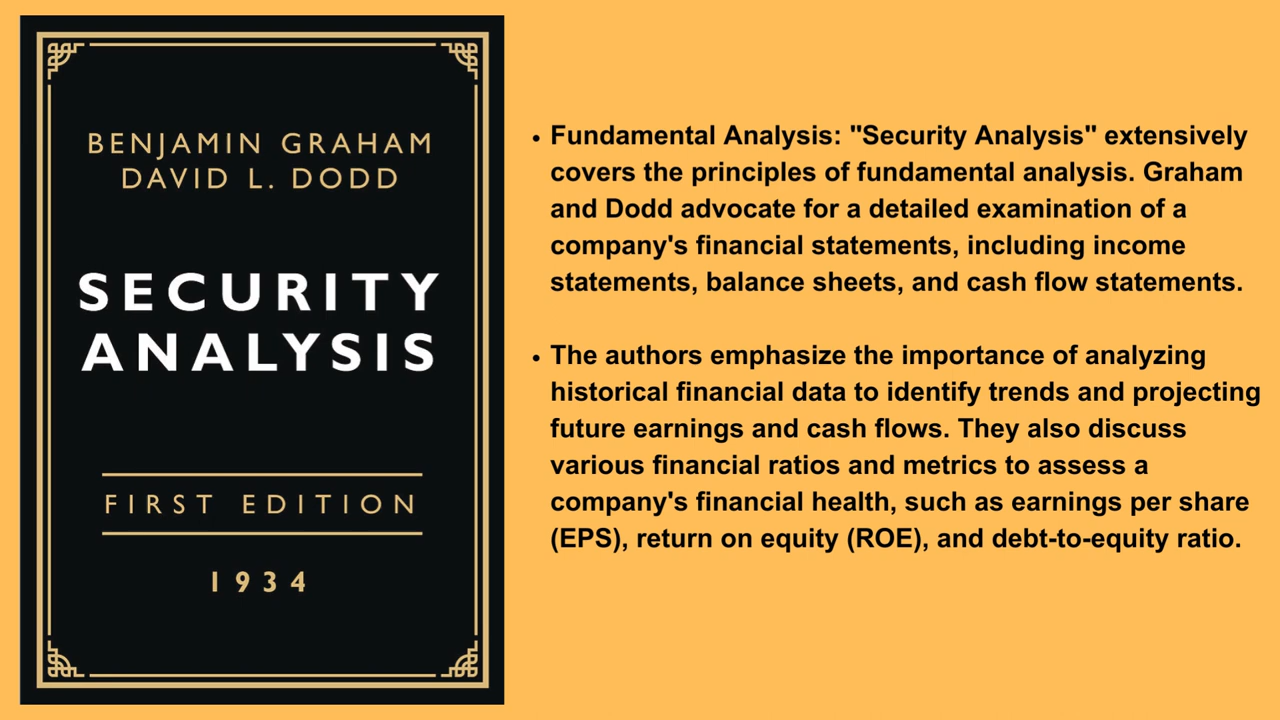 BENJAMIN GRAHAM
DAVID L. DODD
SECURITY
ANALYSIS
FIRST EDITION
1934
• Fundamental Analysis: "Security Analysis" extensively
covers the principles of fundamental analysis. Graham
and Dodd advocate for a detailed examination of a
company's financial statements, including income
statements, balance sheets, and cash flow statements.
• The authors emphasize the importance of analyzing
historical financial data to identify trends and projecting
future earnings and cash flows. They also discuss
various financial ratios and metrics to assess a
company's financial health, such as earnings per share
(EPS), return on equity (ROE), and debt-to-equity ratio.